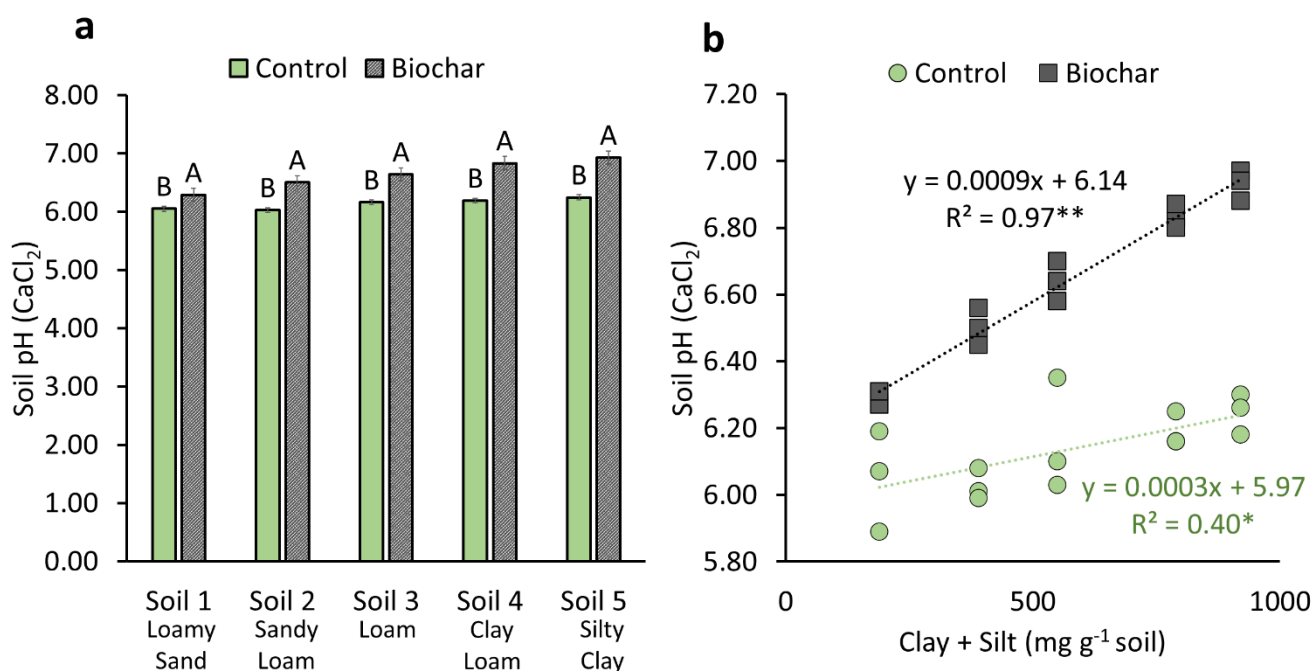 a
Control Biochar
Soil pH (CaCl₂)
8.00
7.00
6.00
5.00
4.00
3.00
2.00
1.00
0.00
B A B A B A B A B A
Soil 1 Soil 2 Soil 3 Soil 4 Soil 5
Loamy Sandy Loam Clay Silty
Sand Loam Loam Clay
b
Control Biochar
Soil pH (CaCl₂)
7.20
7.00
6.80
6.60
6.40
6.20
6.00
5.80
y = 0.0009x + 6.14
R² = 0.97**
y = 0.0003x + 5.97
R² = 0.40*
0 500 1000
Clay + Silt (mg g⁻¹ soil)